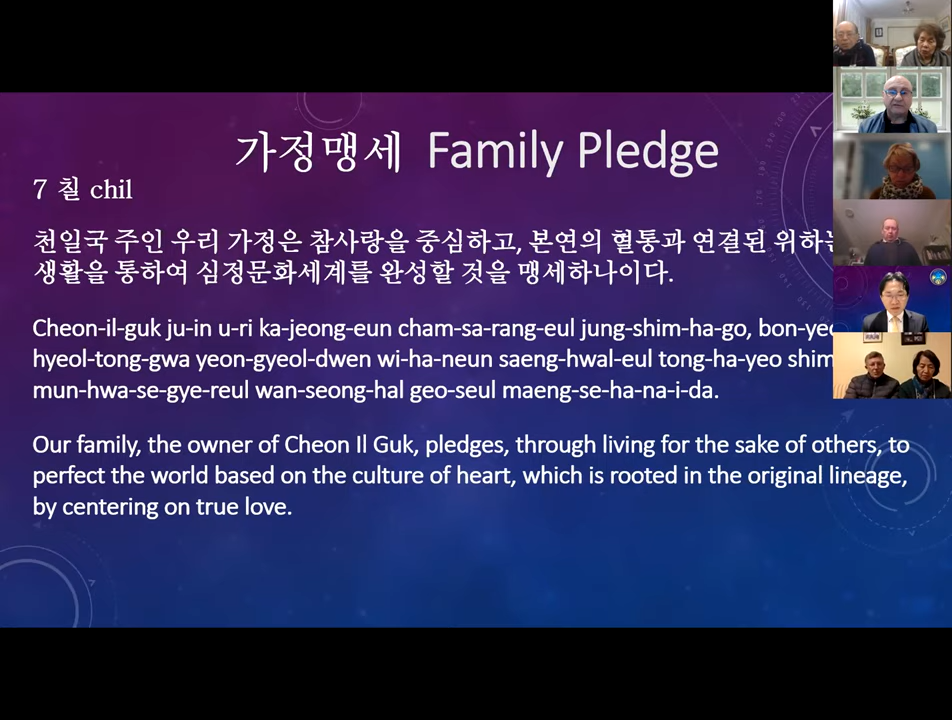 가정맹세 Family Pledge
7 칠 chil
천일국 주인 우리 가정은 참사랑을 중심하고, 본연의 혈통과 연결된
생활을 통하여 심정문화세계를 완성할 것을 맹세하나이다.
Cheon-il-guk ju-in u-ri ka-jeong-eun cham-sa-rang-eul jung-shim-ha-go,
hyeol-tong-gwa yeon-gyeol-dwen wi-ha-neun saeng-hwal-eul tong-ha-yeo
mun-hwa-se-gye-reul wan-seong-hal geo-seul maeng-se-ha-na-i-da.
Our family, the owner of Cheon Il Guk, pledges, through living for the sake of others, to
perfect the world based on the culture of heart, which is rooted in the original lineage,
by centering on true love.